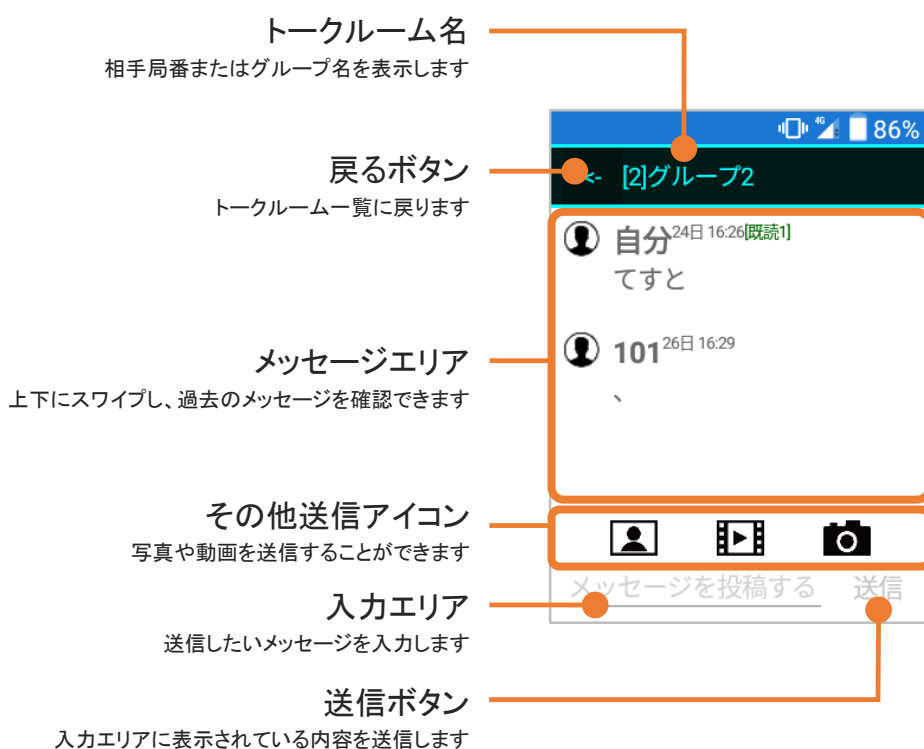 トークルーム名
相手局番またはグループ名を表示します
戻るボタン
トークルーム一覧に戻ります
メッセージエリア
上下にスワイプし、過去のメッセージを確認できます
その他送信アイコン
写真や動画を送信することができます
入力エリア
送信したいメッセージを入力します
送信ボタン
入力エリアに表示されている内容を送信します
4G 86%
<- [2]グループ2
自分24日 16:26[既読1]
てすと
10126日 16:29
、
メッセージを投稿する 送信